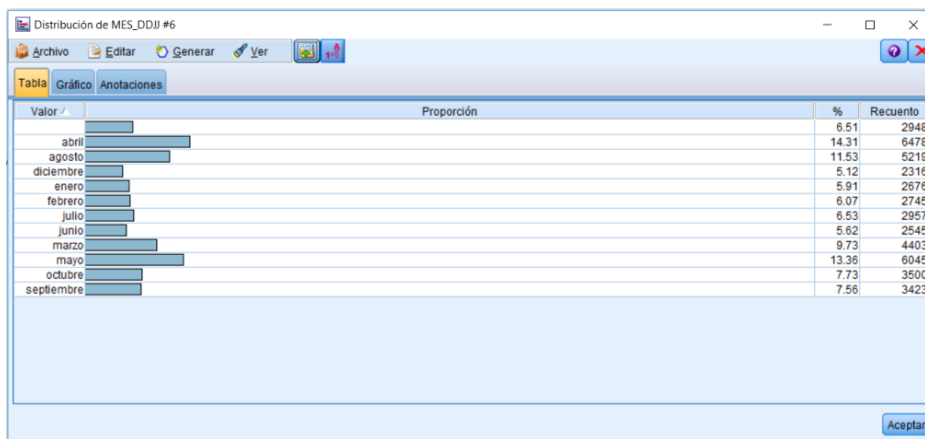 Distribución de MES_DDJJ #6
Archivo Editar Generar Ver
Tabla Gráfico Anotaciones
Valor Proporción % Recuento
6.51 2948
abril 14.31 6478
agosto 11.53 5219
diciembre 5.12 2316
enero 5.91 2676
febrero 6.07 2745
julio 6.53 2957
junio 5.62 2545
marzo 9.73 4403
mayo 13.36 6045
octubre 7.73 3500
septiembre 7.56 3423
Aceptar